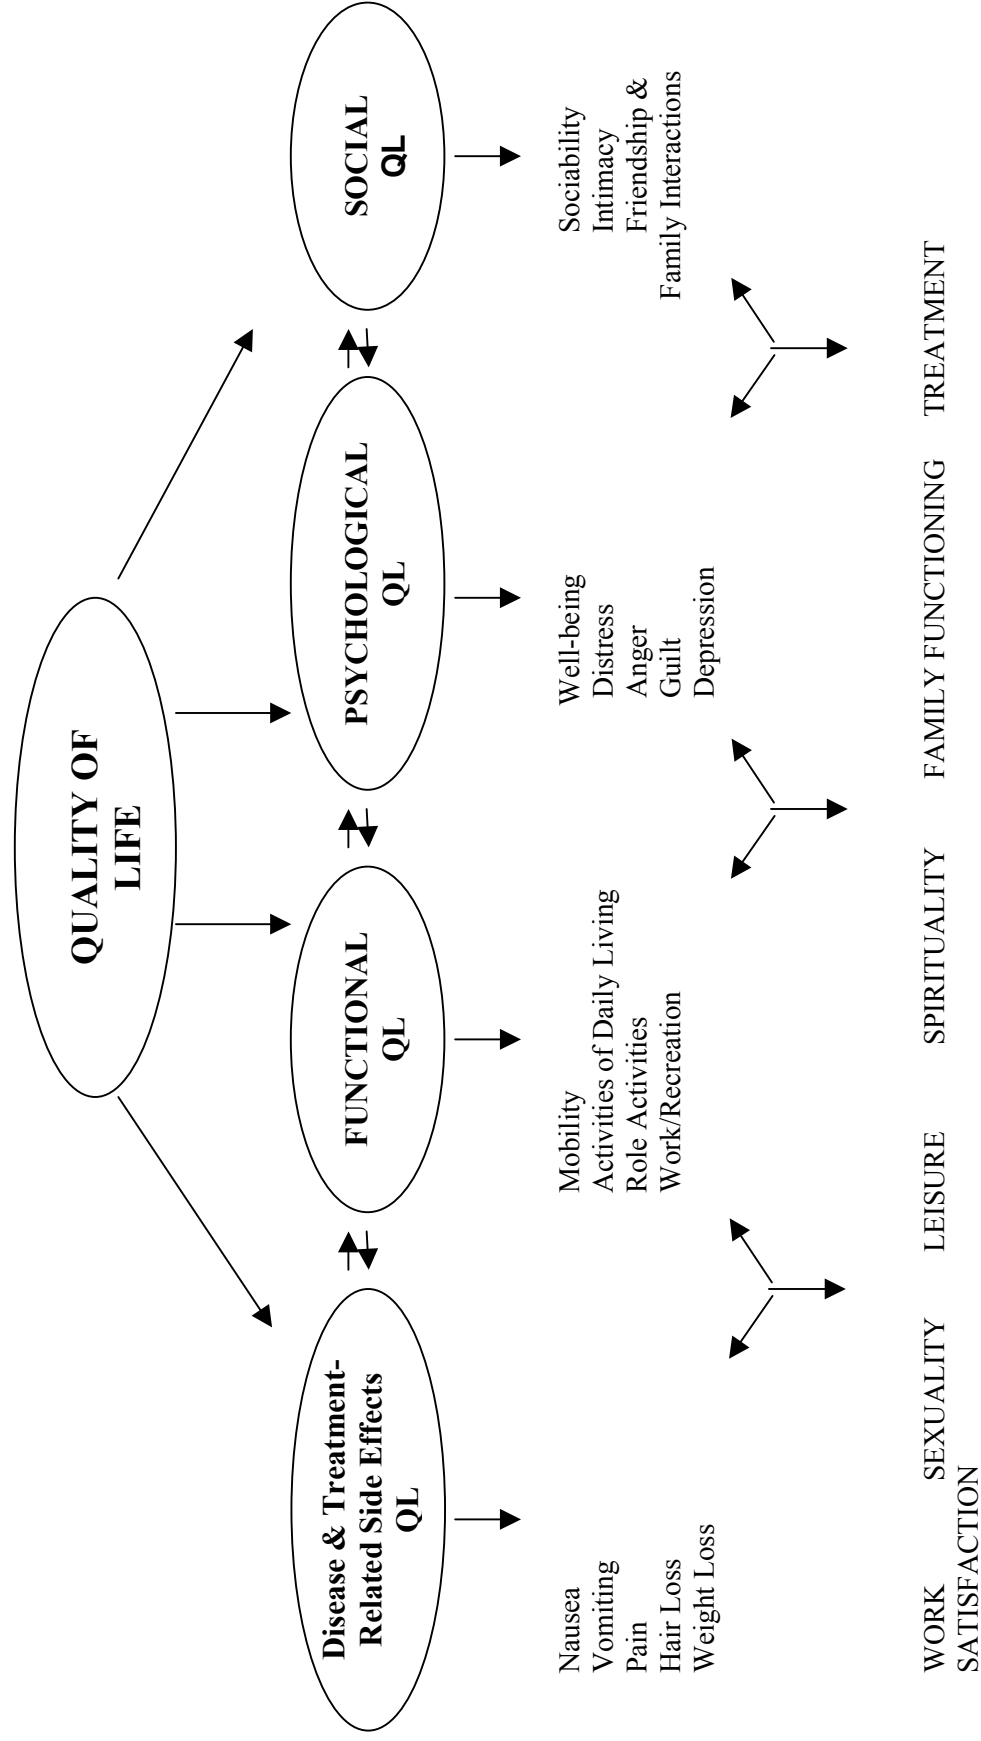 QUALITY OF
LIFE
Disease & Treatment-
Related Side Effects
QL
FUNCTIONAL
QL
PSYCHOLOGICAL
QL
SOCIAL
QL
Nausea
Vomiting
Pain
Hair Loss
Weight Loss
Mobility
Activities of Daily Living
Role Activities
Work/Recreation
Well-being
Distress
Anger
Guilt
Depression
Sociability
Intimacy
Friendship &
Family Interactions
WORK
SATISFACTION
SEXUALITY
LEISURE
SPIRITUALITY
FAMILY FUNCTIONING
TREATMENT